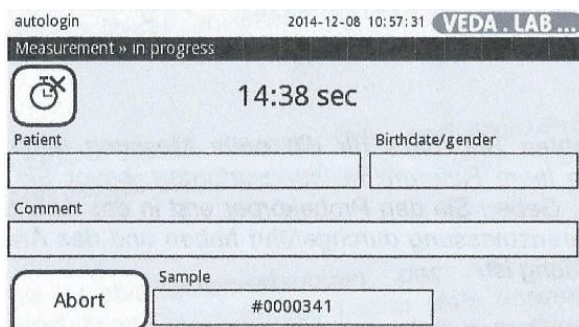 autologin 2014-12-08 10:57:31 VEDA . LAB ...
Measurement » in progress
14:38 sec
Patient Birthdate/gender
Comment
Abort
Sample
#0000341